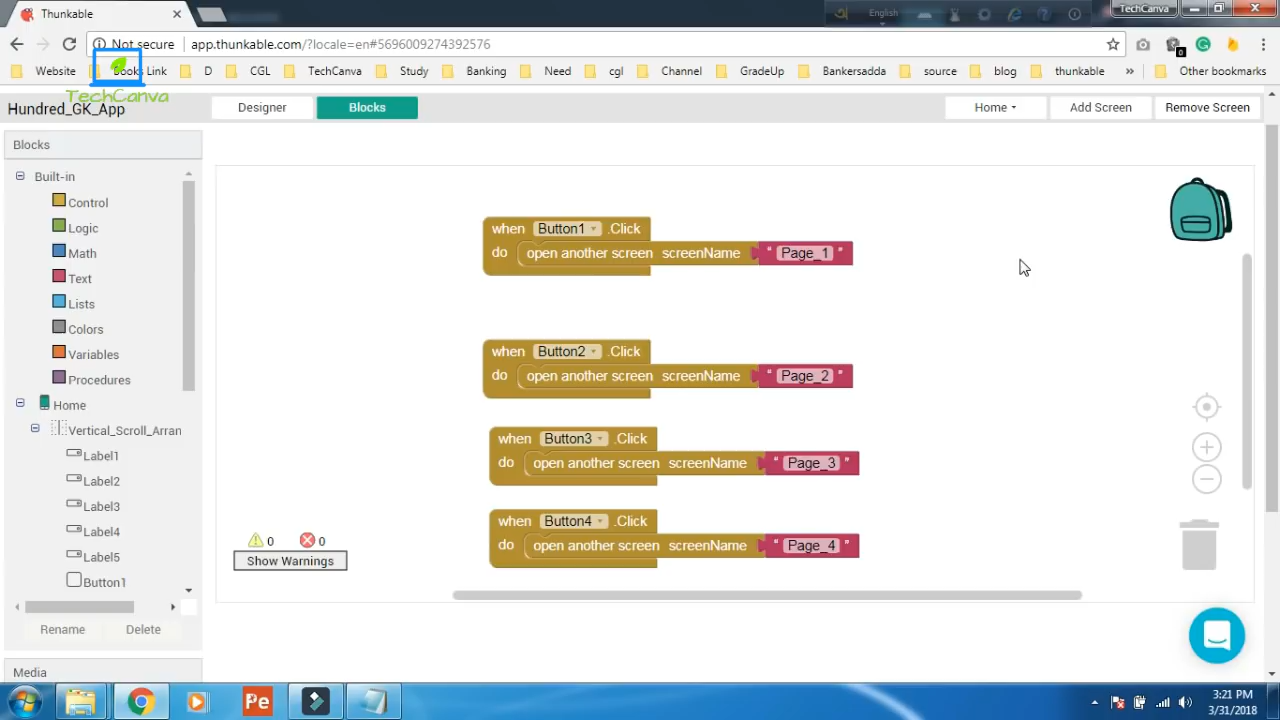 Thunkable
English
TechCanva
Not secure app.thunkable.com/?locale=en#5696009274392576
Website
Books Link
D
CGL
TechCanva
Study
Banking
Need
cgl
Channel
GradeUp
Bankersadda
source
blog
thunkable
»
Other bookmarks
TechCanva
Hundred_GK_App
Designer
Blocks
Home
Add Screen
Remove Screen
Blocks
Built-in
Control
Logic
Math
Text
Lists
Colors
Variables
Procedures
Home
Vertical_Scroll_Arran
Label1
Label2
Label3
Label4
Label5
Button1
Rename
Delete
Media
when Button1 .Click
do open another screen screenName “ Page_1 ”
when Button2 .Click
do open another screen screenName “ Page_2 ”
when Button3 .Click
do open another screen screenName “ Page_3 ”
when Button4 .Click
do open another screen screenName “ Page_4 ”
0 0
Show Warnings
Pe
3:21 PM
3/31/2018